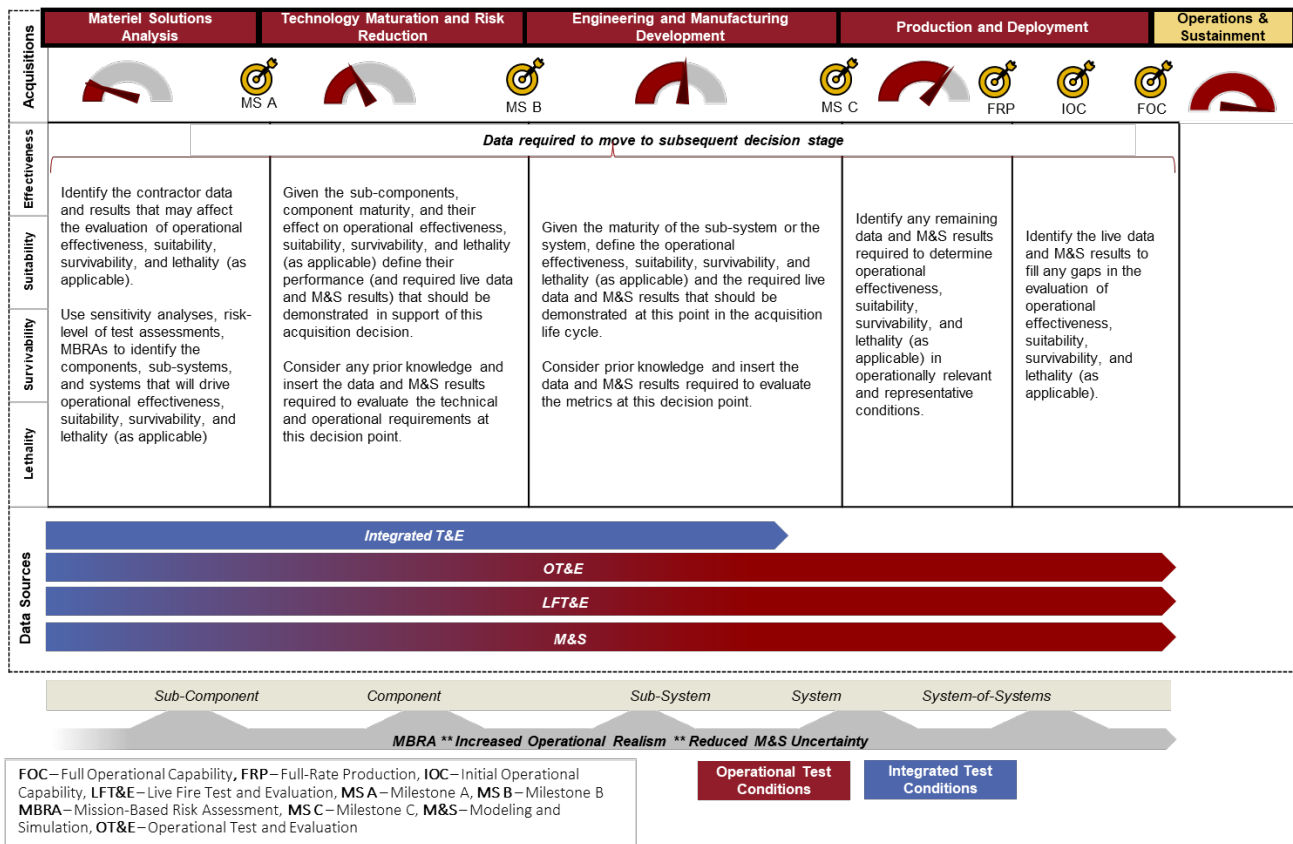 Materiel Solutions
Analysis
Technology Maturation and Risk
Reduction
Engineering and Manufacturing
Development
Production and Deployment
Operations &
Sustainment
Acquisitions
MS A
MS B
MS C
FRP
IOC
FOC
Data required to move to subsequent decision stage
Effectiveness
Suitability
Survivability
Lethality
Identify the contractor data
and results that may affect
the evaluation of operational
effectiveness, suitability,
survivability, and lethality (as
applicable).
Use sensitivity analyses, risk-
level of test assessments,
MBRAs to identify the
components, sub-systems,
and systems that will drive
operational effectiveness,
suitability, survivability, and
lethality (as applicable)
Given the sub-components,
component maturity, and their
effect on operational effectiveness,
suitability, survivability, and lethality
(as applicable) define their
performance (and required live data
and M&S results) that should be
demonstrated in support of this
acquisition decision.
Consider any prior knowledge and
insert the data and M&S results
required to evaluate the technical
and operational requirements at
this decision point.
Given the maturity of the sub-system or the
system, define the operational
effectiveness, suitability, survivability, and
lethality (as applicable) and the required live
data and M&S results that should be
demonstrated at this point in the acquisition
life cycle.
Consider prior knowledge and insert the
data and M&S results required to evaluate
the metrics at this decision point.
Identify any remaining
data and M&S results
required to determine
operational
effectiveness,
suitability,
survivability, and
lethality (as
applicable) in
operationally relevant
and representative
conditions.
Identify the live data
and M&S results to
fill any gaps in the
evaluation of
operational
effectiveness,
suitability,
survivability, and
lethality (as
applicable).
Data Sources
Integrated T&E
OT&E
LFT&E
M&S
Sub-Component
Component
Sub-System
System
System-of-Systems
MBRA ** Increased Operational Realism ** Reduced M&S Uncertainty
FOC – Full Operational Capability, FRP – Full-Rate Production, IOC – Initial Operational
Capability, LFT&E – Live Fire Test and Evaluation, MS A – Milestone A, MS B – Milestone B
MBRA – Mission-Based Risk Assessment, MS C – Milestone C, M&S – Modeling and
Simulation, OT&E – Operational Test and Evaluation
Operational Test
Conditions
Integrated Test
Conditions